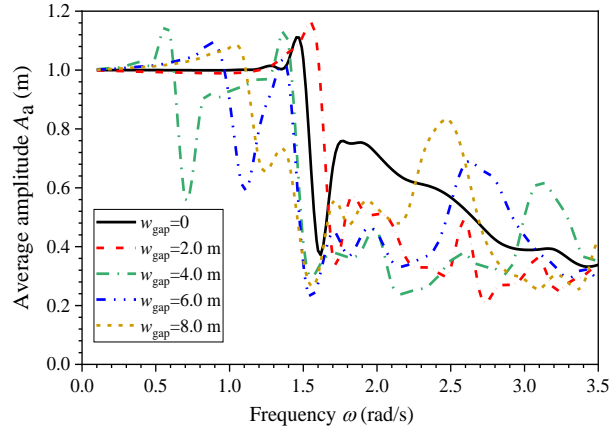 Average amplitude Aₐ (m)
1.2
1.0
0.8
0.6
0.4
0.2
0.0
w_gap=0
w_gap=2.0 m
w_gap=4.0 m
w_gap=6.0 m
w_gap=8.0 m
0.0 0.5 1.0 1.5 2.0 2.5 3.0 3.5
Frequency ω (rad/s)